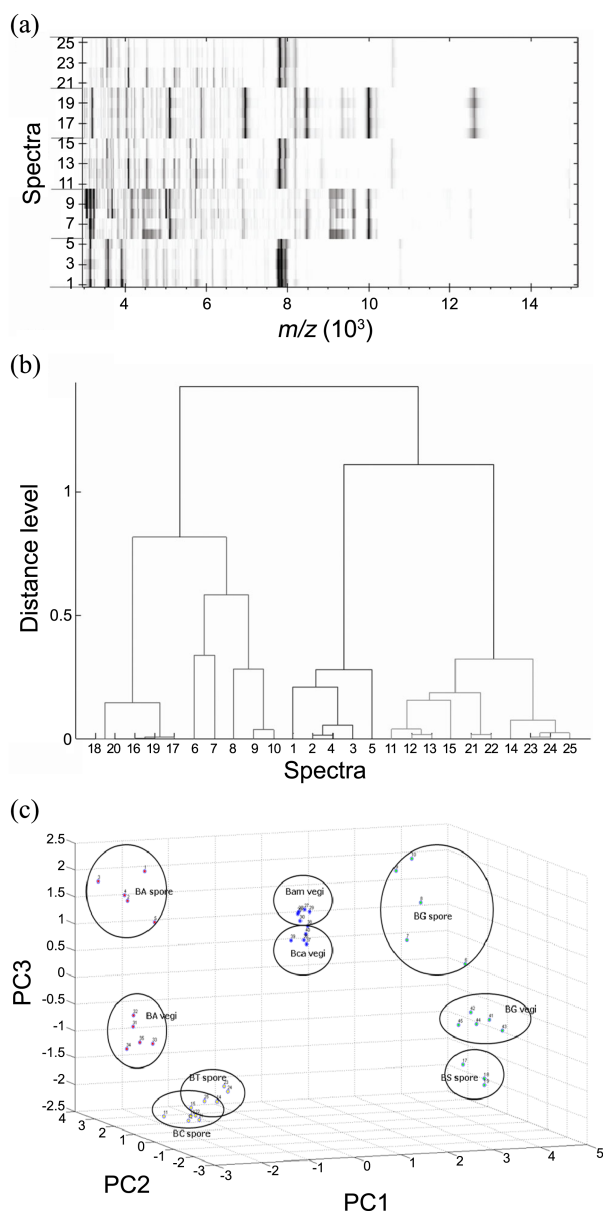 (a)
25
23
21
19
17
15
13
11
9
7
5
3
1
Spectra
4 6 8 10 12 14
m/z (10³)
(b)
1
0.5
0
Distance level
18 20 16 19 17 6 7 8 9 10 1 2 4 3 5 11 12 13 15 21 22 14 23 24 25
Spectra
(c)
2.5
2
1.5
1
0.5
0
-0.5
-1
-1.5
-2
-2.5
PC3
BA spore
Bam vegi
Bca vegi
BG spore
BA vegi
BG vegi
BT spore
BS spore
BC spore
4 3 2 1 0 -1 -2 -3
PC2
-3 -2 -1 0 1 2 3 4 5
PC1